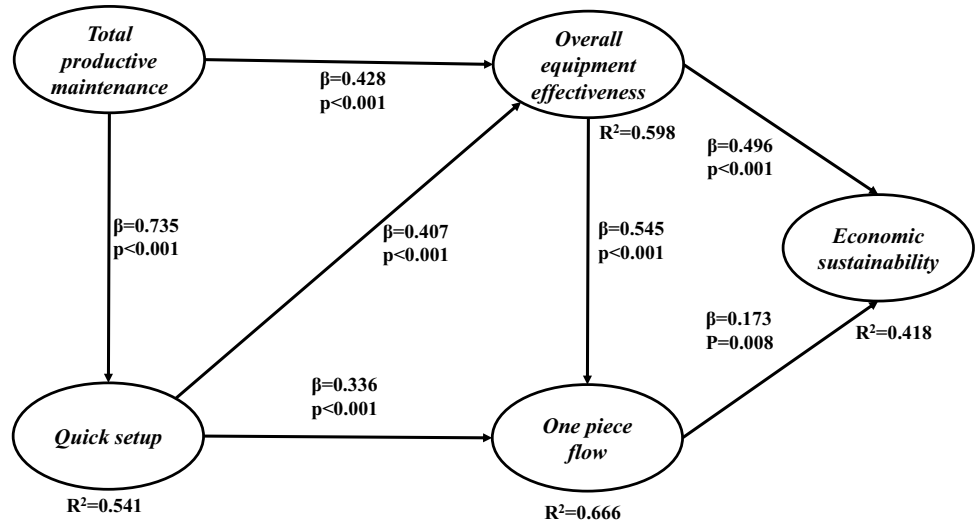 Total
productive
maintenance
β=0.428
p<0.001
Overall
equipment
effectiveness
R²=0.598
β=0.496
p<0.001
β=0.735
p<0.001
β=0.407
p<0.001
β=0.545
p<0.001
Economic
sustainability
R²=0.418
β=0.173
P=0.008
β=0.336
p<0.001
Quick setup
R²=0.541
One piece
flow
R²=0.666